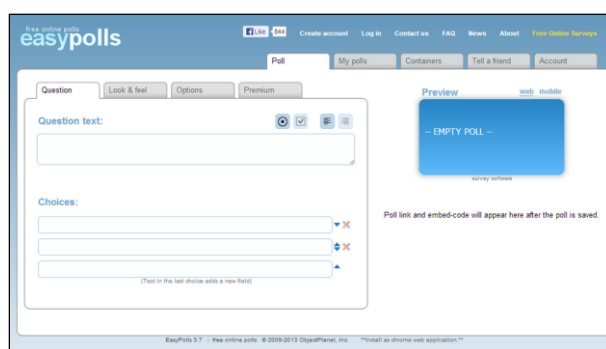 free online polls
easypolls
Like 844 Create account Log in Contact us FAQ News About Free Online Surveys
Poll My polls Containers Tell a friend Account
Question Look & feel Options Premium
Preview web mobile
Question text:
-- EMPTY POLL --
survey software
Choices:
Poll link and embed-code will appear here after the poll is saved.
(Text in the last choice adds a new field)
EasyPolls 3.7 - free online polls © 2009-2013 ObjectPlanet, Inc. **Install as chrome web application **